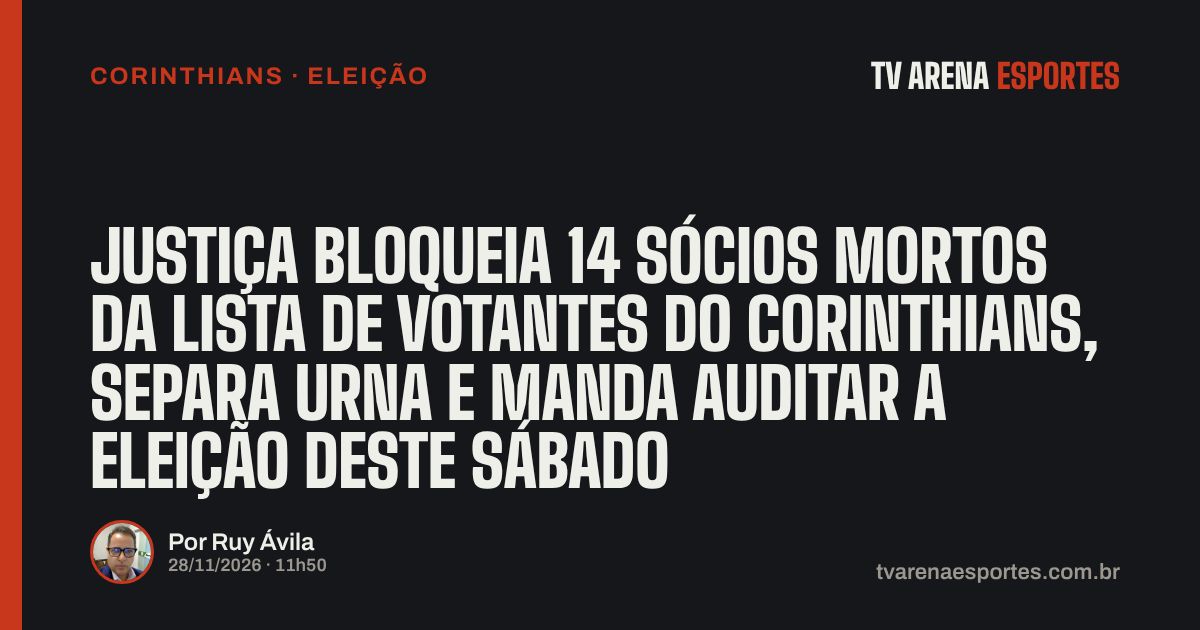 CORINTHIANS · ELEIÇÃO
TV ARENA ESPORTES
JUSTIÇA BLOQUEIA 14 SÓCIOS MORTOS
DA LISTA DE VOTANTES DO CORINTHIANS,
SEPARA URNA E MANDA AUDITAR A
ELEIÇÃO DESTE SÁBADO
Por Ruy Ávila
28/11/2026 · 11h50
tvarenaesportes.com.br